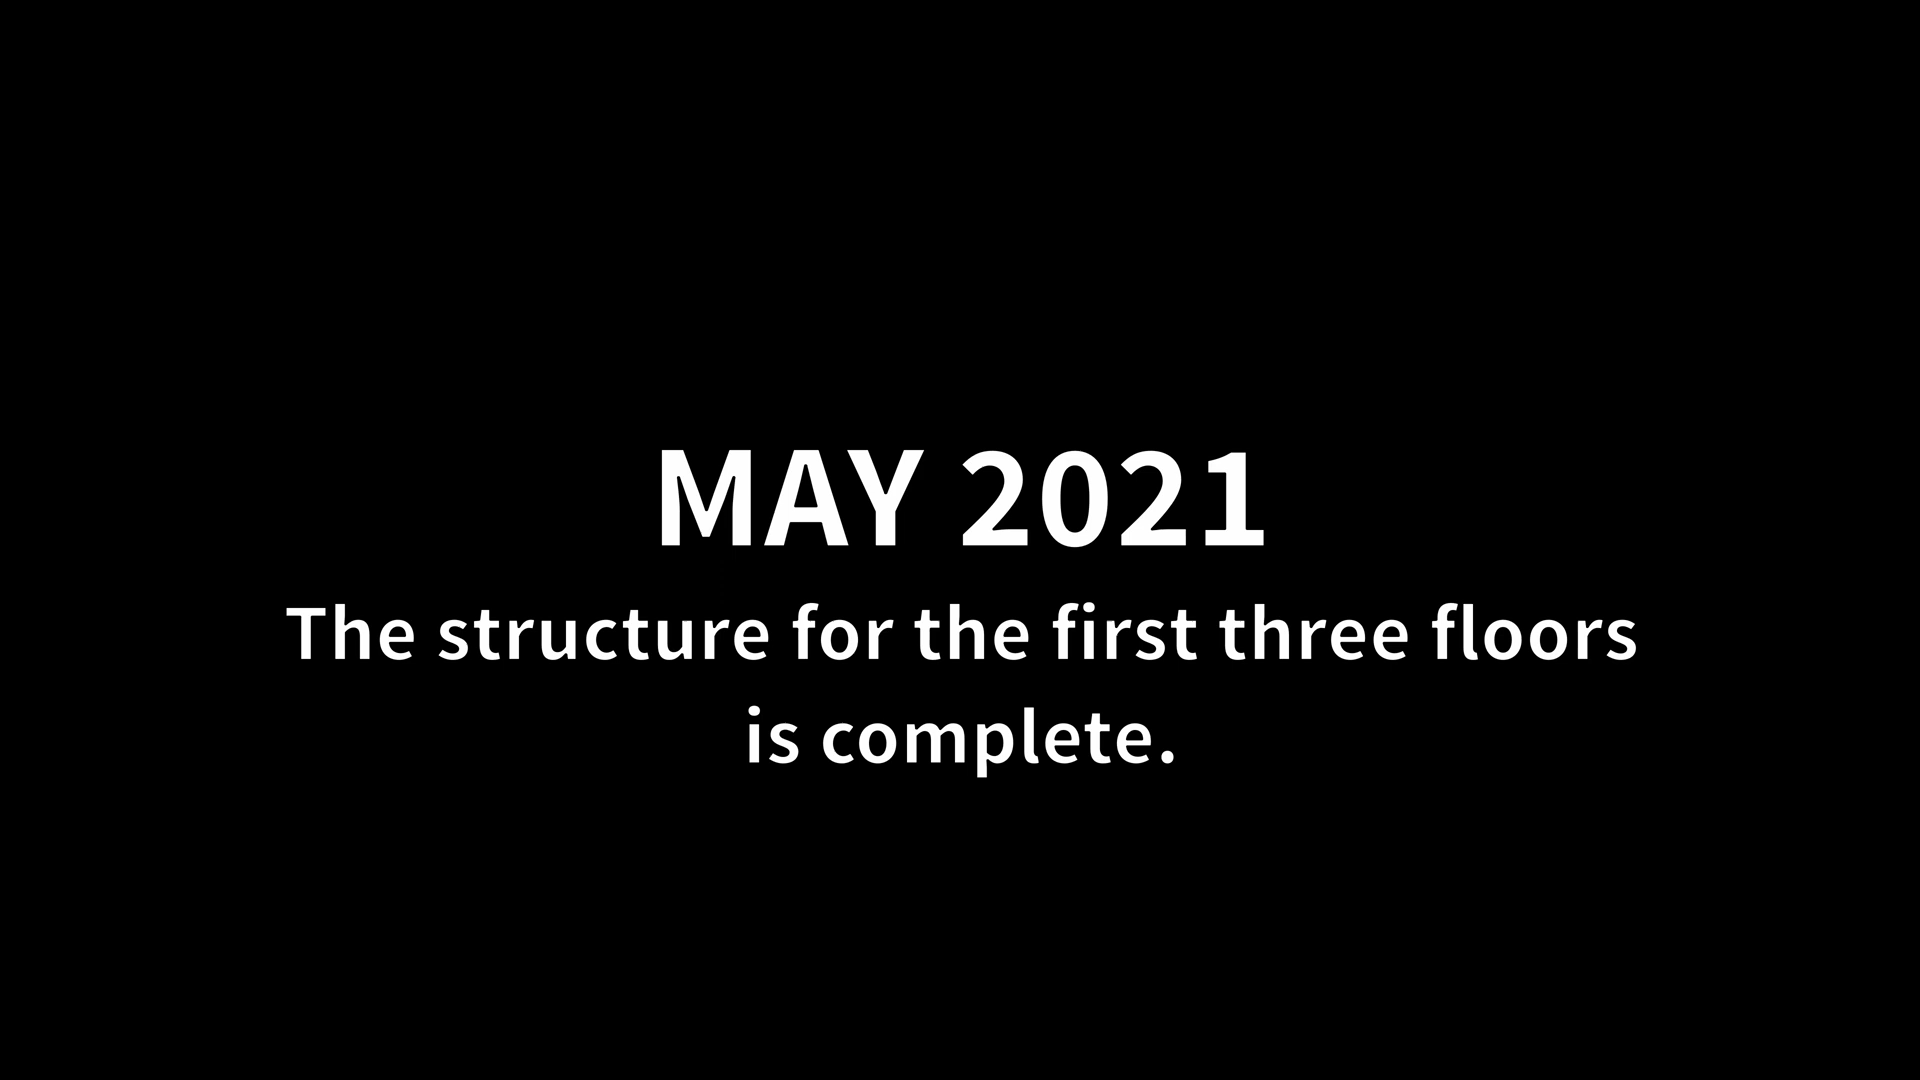 MAY 2021
The structure for the first three floors
is complete.